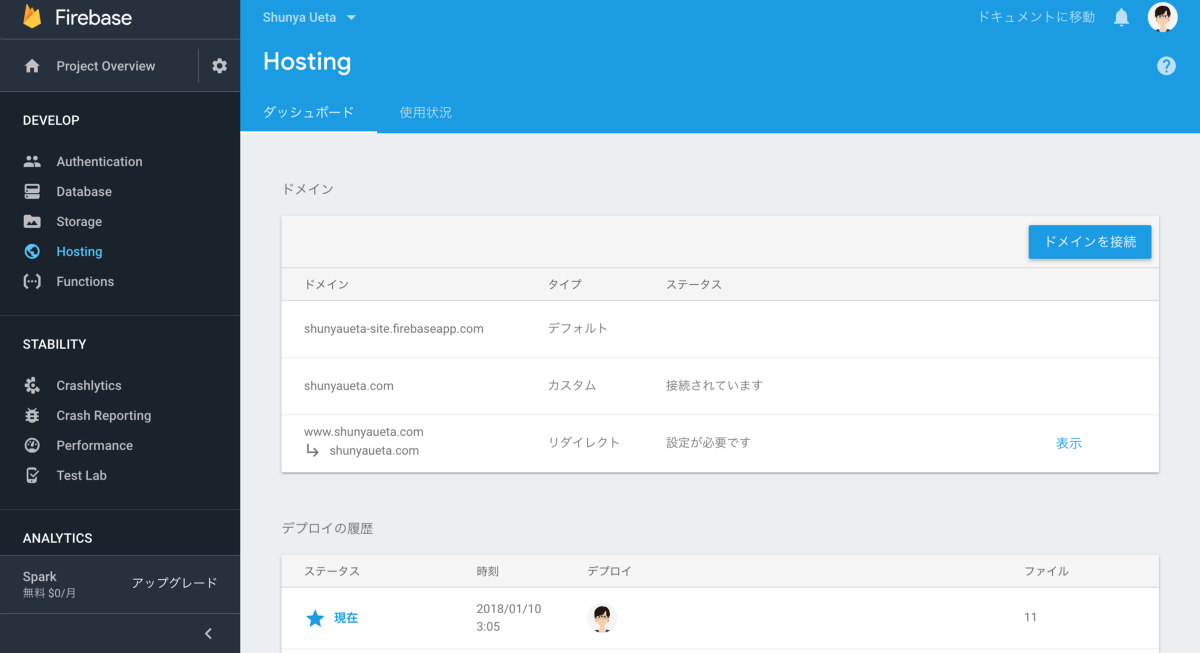 Firebase
Project Overview
DEVELOP
Authentication
Database
Storage
Hosting
Functions
STABILITY
Crashlytics
Crash Reporting
Performance
Test Lab
ANALYTICS
Spark
無料 $0/月
アップグレード
Shunya Ueta
ドキュメントに移動
Hosting
ダッシュボード 使用状況
ドメイン
ドメインを接続
ドメイン タイプ ステータス
shunyaueta-site.firebaseapp.com デフォルト
shunyaueta.com カスタム 接続されています
www.shunyaueta.com
shunyaueta.com
リダイレクト 設定が必要です 表示
デプロイの履歴
ステータス 時刻 デプロイ ファイル
現在
2018/01/10
3:05
11